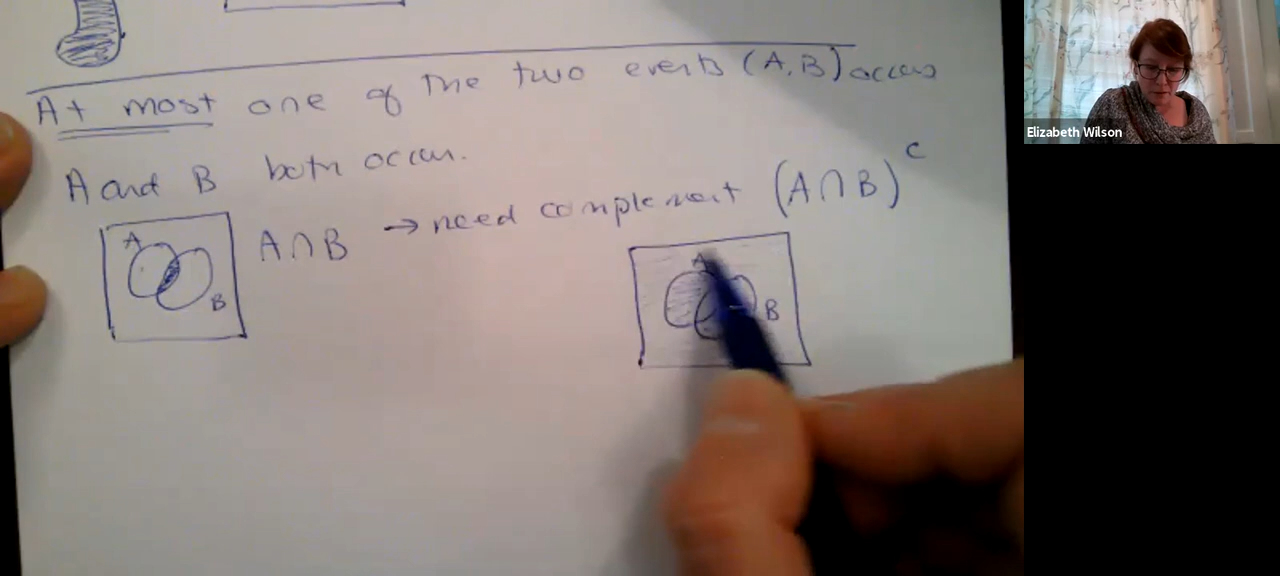 At most one of the two events (A,B) occurs
A and B both occur.
A∩B → need complement (A∩B)ᶜ
A
B
A
B
Elizabeth Wilson